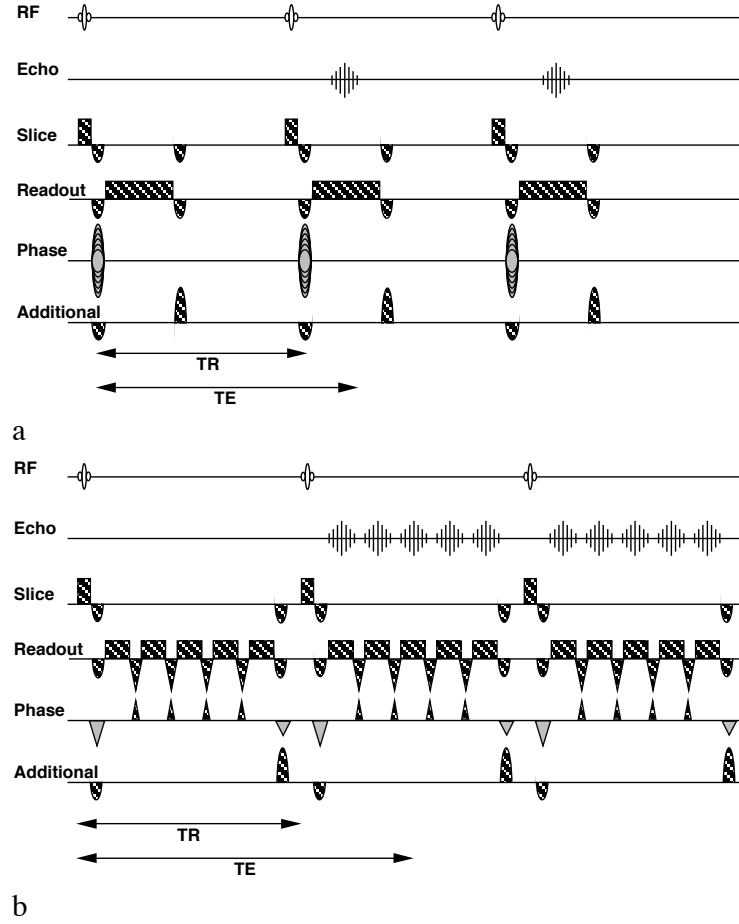 RF
Echo
Slice
Readout
Phase
Additional
TR
TE
a
RF
Echo
Slice
Readout
Phase
Additional
TR
TE
b